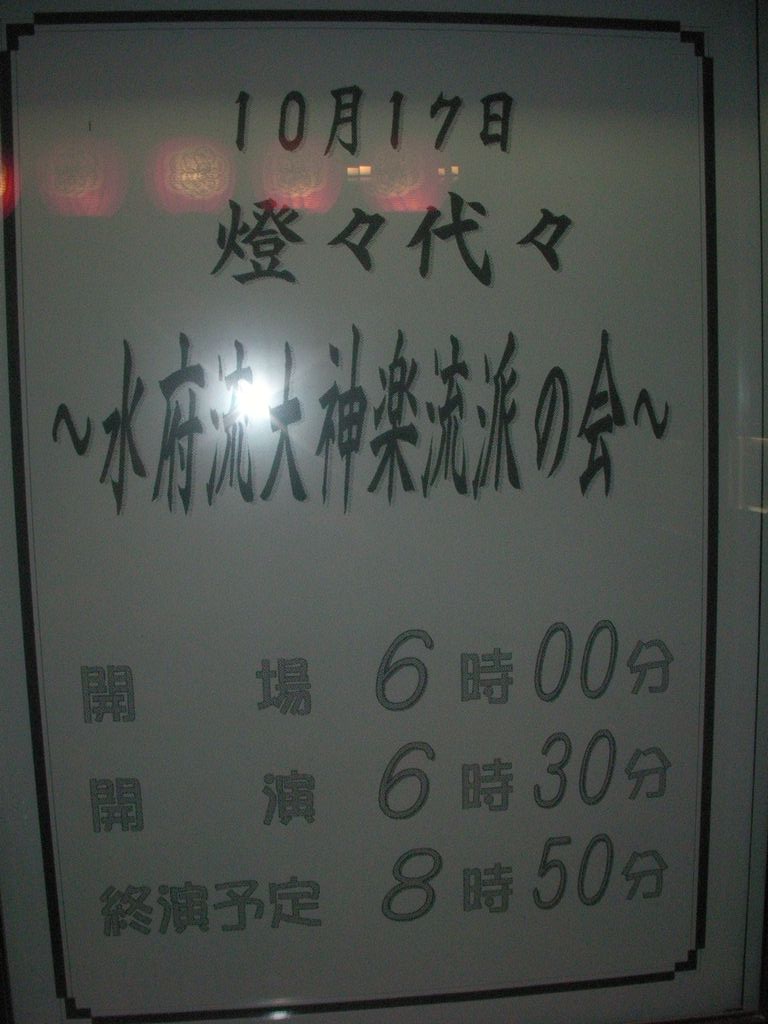 10月17日
燈々代々
~水府流大神楽流派の会~
開場 6時00分
開演 6時30分
終演予定 8時50分